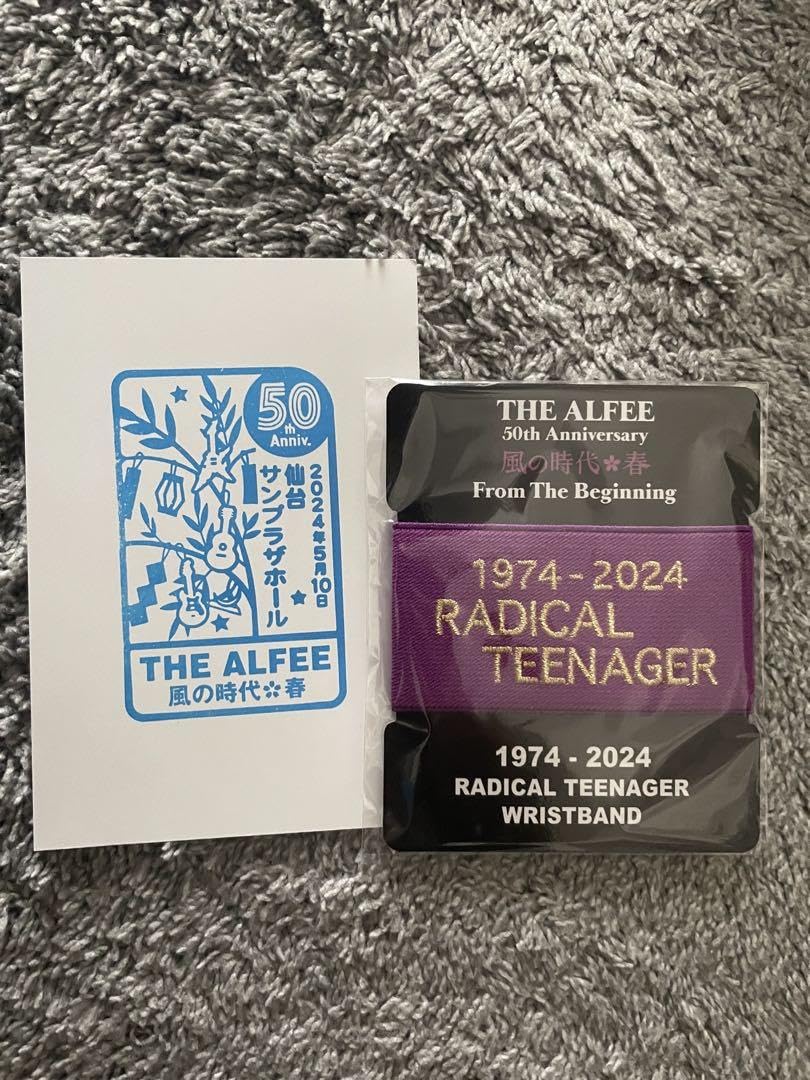 50
th
Anniv.
2024年5月10日
仙台
サンプラザホール
THE ALFEE
風の時代✽春
THE ALFEE
50th Anniversary
風の時代✽春
From The Beginning
1974-2024
RADICAL
TEENAGER
1974 - 2024
RADICAL TEENAGER
WRISTBAND